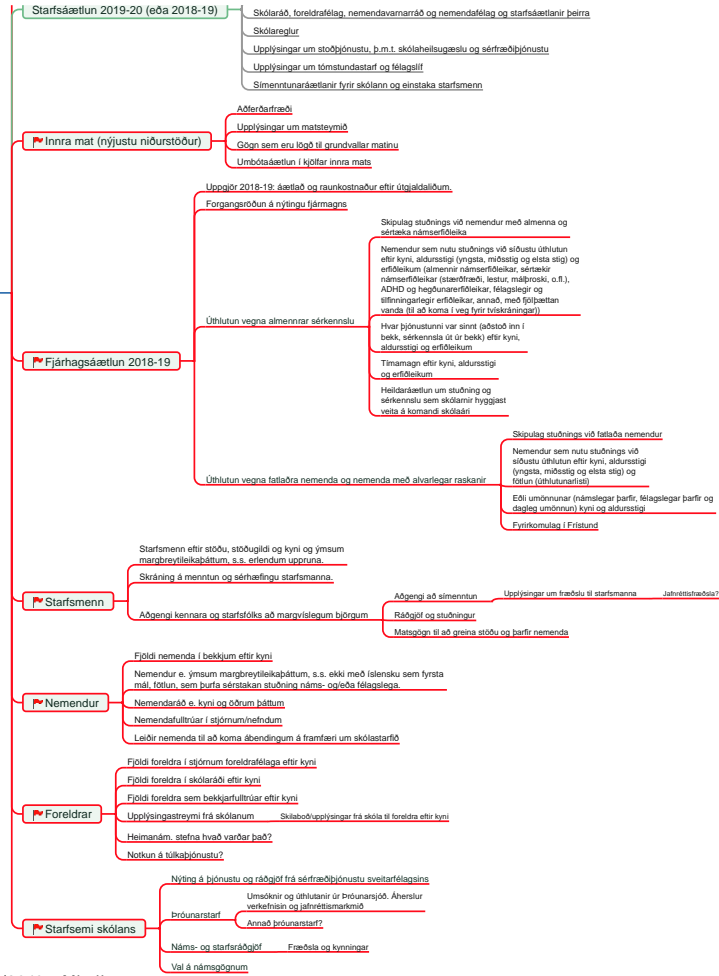 Starfsáætlun 2019-20 (eða 2018-19)
Skólaráð, foreldrafélag, nemendavarnarráð og nemendafélag og starfsáætlanir þeirra
Skólareglur
Upplýsingar um stoðþjónustu, þ.m.t. skólaheilsugæslu og sérfræðiþjónustu
Upplýsingar um tómstundastarf og félagslíf
Símenntunaráætlanir fyrir skólann og einstaka starfsmenn
Innra mat (nýjustu niðurstöður)
Aðferðarfræði
Upplýsingar um matsteymið
Gögn sem eru lögð til grundvallar matinu
Umbótaáætlun í kjölfar innra mats
Fjárhagsáætlun 2018-19
Uppgjör 2018-19: áætlað og raunkostnaður eftir útgjaldaliðum.
Forgangsröðun á nýtingu fjármagns
Úthlutun vegna almennrar sérkennslu
Skipulag stuðnings við nemendur með almenna og
sértæka námserfiðleika
Nemendur sem nutu stuðnings við síðustu úthlutun
eftir kyni, aldursstigi (yngsta, miðsstig og elsta stig) og
erfiðleikum (almennir námserfiðleikar, sértækir
námserfiðleikar (stærðfræði, lestur, málþroski, o.fl.),
ADHD og hegðunarerfiðleikar, félagslegir og
tilfinningarlegir erfiðleikar, annað, með fjölþættan
vanda (til að koma í veg fyrir tvískráningar))
Hvar þjónustunni var sinnt (aðstoð inn í
bekk, sérkennsla út úr bekk) eftir kyni,
aldursstigi og erfiðleikum
Tímamagn eftir kyni, aldursstigi
og erfiðleikum
Heildaráætlun um stuðning og
sérkennslu sem skólarnir hyggjast
veita á komandi skólaári
Úthlutun vegna fatlaðra nemenda og nemenda með alvarlegar raskanir
Skipulag stuðnings við fatlaða nemendur
Nemendur sem nutu stuðnings við
síðustu úthlutun eftir kyni, aldursstigi
(yngsta, miðsstig og elsta stig) og
fötlun (úthlutunarlisti)
Eðli umönnunar (námslegar þarfir, félagslegar þarfir og
dagleg umönnun) kyni og aldursstigi
Fyrirkomulag í Frístund
Starfsmenn
Starfsmenn eftir stöðu, stöðugildi og kyni og ýmsum
margbreytileikaþáttum, s.s. erlendum uppruna.
Skráning á menntun og sérhæfingu starfsmanna.
Aðgengi kennara og starfsfólks að margvíslegum björgum
Aðgengi að símenntun
Upplýsingar um fræðslu til starfsmanna
Jafnréttisfræðsla?
Ráðgjöf og stuðningur
Matsgögn til að greina stöðu og þarfir nemenda
Nemendur
Fjöldi nemenda í bekkjum eftir kyni
Nemendur e. ýmsum margbreytileikaþáttum, s.s. ekki með íslensku sem fyrsta
mál, fötlun, sem þurfa sérstakan stuðning náms- og/eða félagslega.
Nemendaráð e. kyni og öðrum þáttum
Nemendafulltrúar í stjórnum/nefndum
Leiðir nemenda til að koma ábendingum á framfæri um skólastarfið
Foreldrar
Fjöldi foreldra í stjórnum foreldrafélaga eftir kyni
Fjöldi foreldra í skólaráði eftir kyni
Fjöldi foreldra sem bekkjarfulltrúar eftir kyni
Upplýsingastreymi frá skólanum
Skilaboð/upplýsingar frá skóla til foreldra eftir kyni
Heimanám. stefna hvað varðar það?
Notkun á túlkaþjónustu?
Starfsemi skólans
Nýting á þjónustu og ráðgjöf frá sérfræðiþjónustu sveitarfélagsins
Þróunarstarf
Umsóknir og úthlutanir úr Þróunarsjóð. Áherslur
verkefnisin og jafnréttismarkmið
Annað þróunarstarf?
Náms- og starfsráðgjöf
Fræðsla og kynningar
Val á námsgögnum